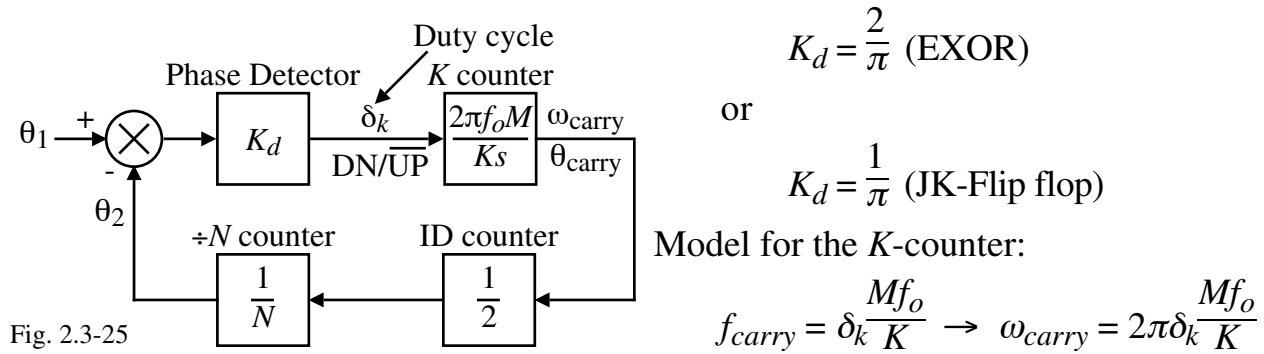 Duty cycle
Phase Detector
K counter
θ1
+
-
Kd
δk
DN/U̅P̅
2πfoM
Ks
ωcarry
θcarry
θ2
÷N counter
ID counter
1
N
1
2
Fig. 2.3-25
Kd = 2/π (EXOR)
or
Kd = 1/π (JK-Flip flop)
Model for the K-counter:
fcarry = δk Mfo/K → ωcarry = 2πδk Mfo/K